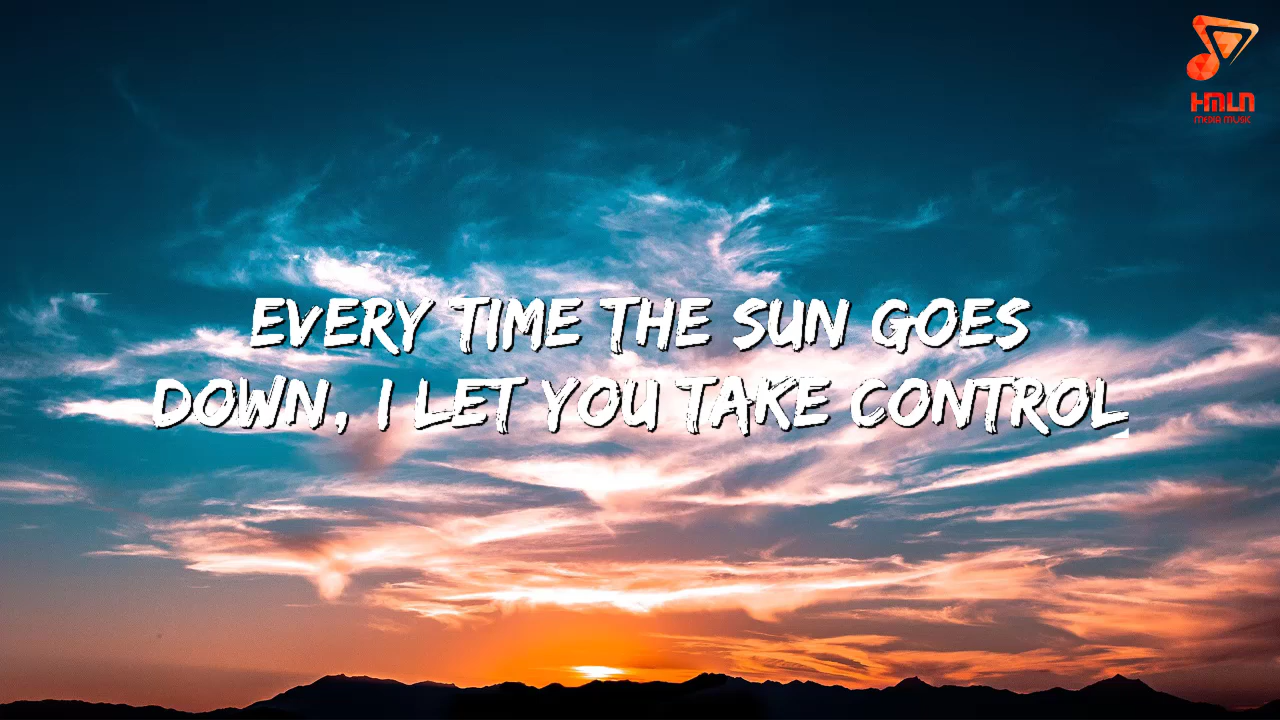 HMLN
MEDIA MUSIC
EVERY TIME THE SUN GOES
DOWN, I LET YOU TAKE CONTROL